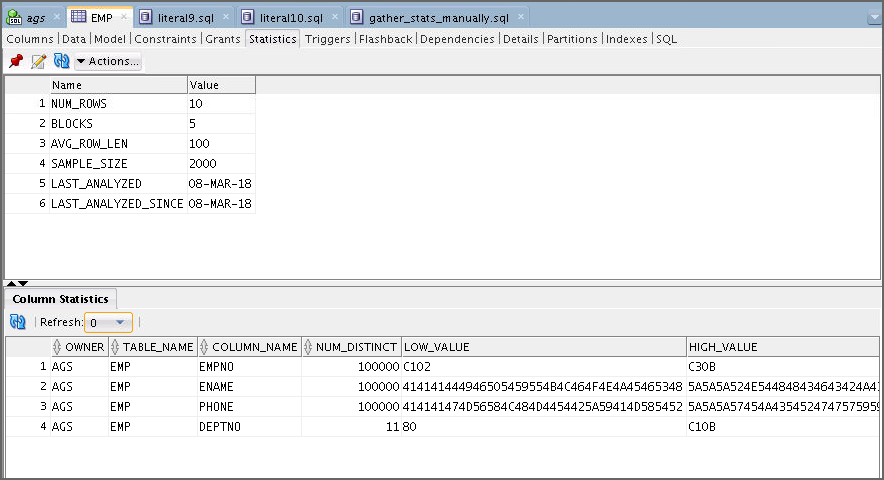 ags EMP literal9.sql literal10.sql gather_stats_manually.sql
Columns Data Model Constraints Grants Statistics Triggers Flashback Dependencies Details Partitions Indexes SQL
Actions...
Name Value
1 NUM_ROWS 10
2 BLOCKS 5
3 AVG_ROW_LEN 100
4 SAMPLE_SIZE 2000
5 LAST_ANALYZED 08-MAR-18
6 LAST_ANALYZED_SINCE 08-MAR-18
Column Statistics
Refresh: 0
OWNER TABLE_NAME COLUMN_NAME NUM_DISTINCT LOW_VALUE HIGH_VALUE
1 AGS EMP EMPNO 100000 C102 C30B
2 AGS EMP ENAME 100000 414141444946505459554B4C464F4E4A45465348 5A5A5A524E544848434643424A4
3 AGS EMP PHONE 100000 414141474D56584C484D4454425A59414D585452 5A5A5A57454A4354524747575959
4 AGS EMP DEPTNO 11 80 C10B